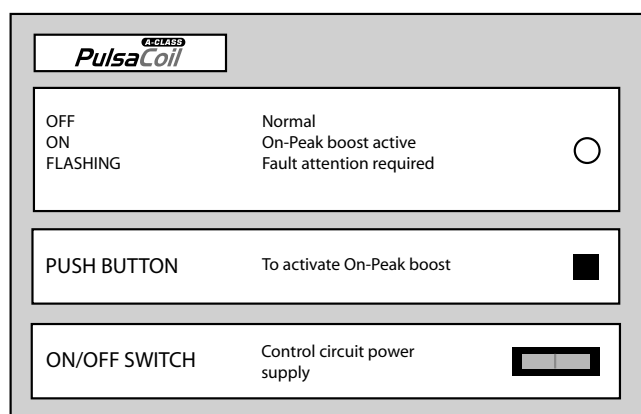 A-CLASS
PulsaCoil
OFF Normal
ON On-Peak boost active
FLASHING Fault attention required
PUSH BUTTON To activate On-Peak boost
ON/OFF SWITCH Control circuit power
supply